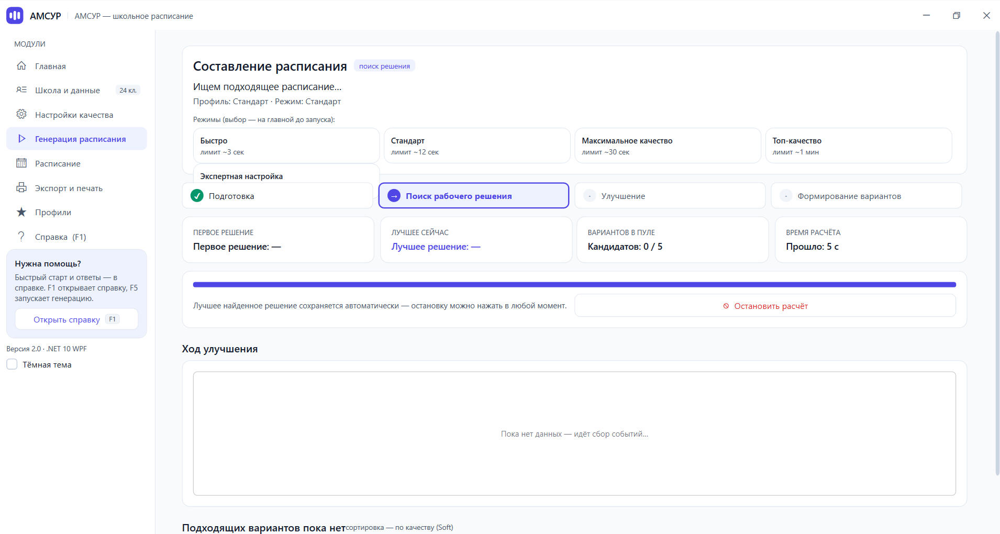 АМСУР
АМСУР — школьное расписание
МОДУЛИ
Главная
Школа и данные
24 кл.
Настройки качества
Генерация расписания
Расписание
Экспорт и печать
Профили
Справка (F1)
Нужна помощь?
Быстрый старт и ответы — в
справке. F1 открывает справку, F5
запускает генерацию.
Открыть справку F1
Версия 2.0 · .NET 10 WPF
Тёмная тема
Составление расписания
поиск решения
Ищем подходящее расписание...
Профиль: Стандарт · Режим: Стандарт
Режимы (выбор — на главной до запуска):
Быстро
лимит ~3 сек
Стандарт
лимит ~12 сек
Максимальное качество
лимит ~30 сек
Топ-качество
лимит ~1 мин
Экспертная настройка
Подготовка
Поиск рабочего решения
Улучшение
Формирование вариантов
ПЕРВОЕ РЕШЕНИЕ
Первое решение: —
ЛУЧШЕЕ СЕЙЧАС
Лучшее решение: —
ВАРИАНТОВ В ПУЛЕ
Кандидатов: 0 / 5
ВРЕМЯ РАСЧЁТА
Прошло: 5 с
Лучшее найденное решение сохраняется автоматически — остановку можно нажать в любой момент.
Остановить расчёт
Ход улучшения
Пока нет данных — идёт сбор событий...
Подходящих вариантов пока нет
сортировка — по качеству (Soft)